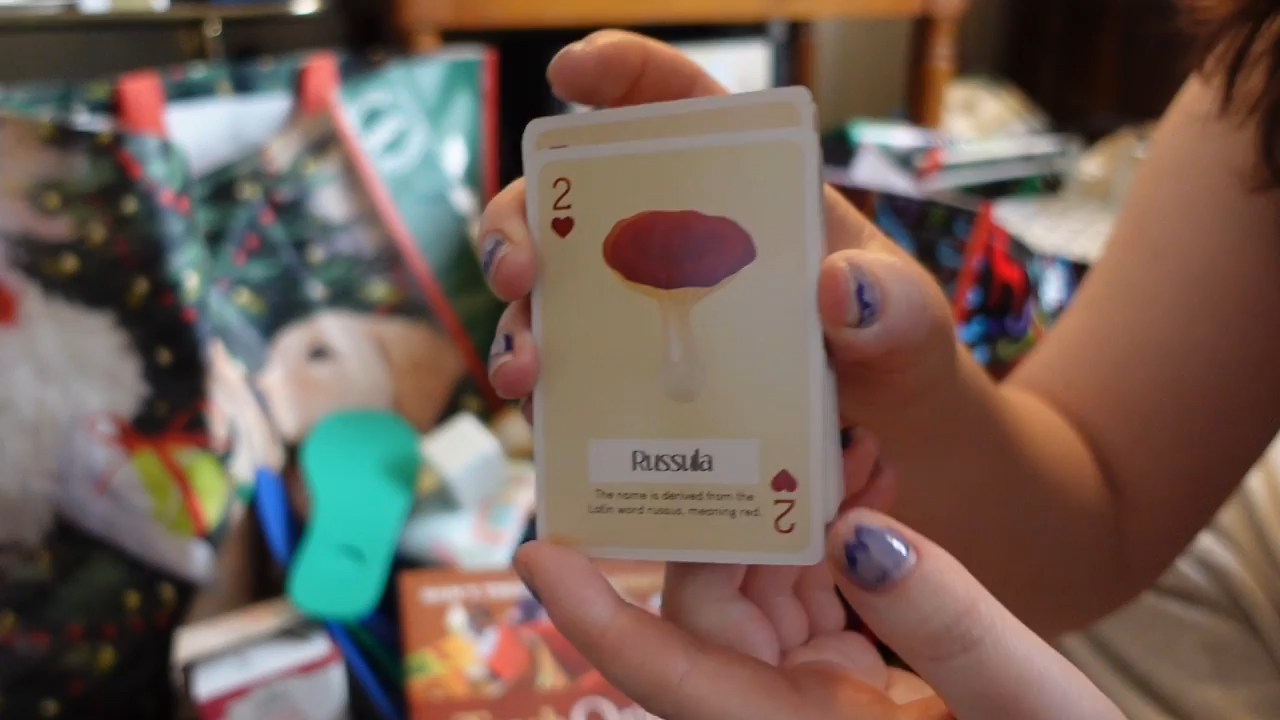 2
Russula
The name is derived from the
Latin word russus, meaning red.
2